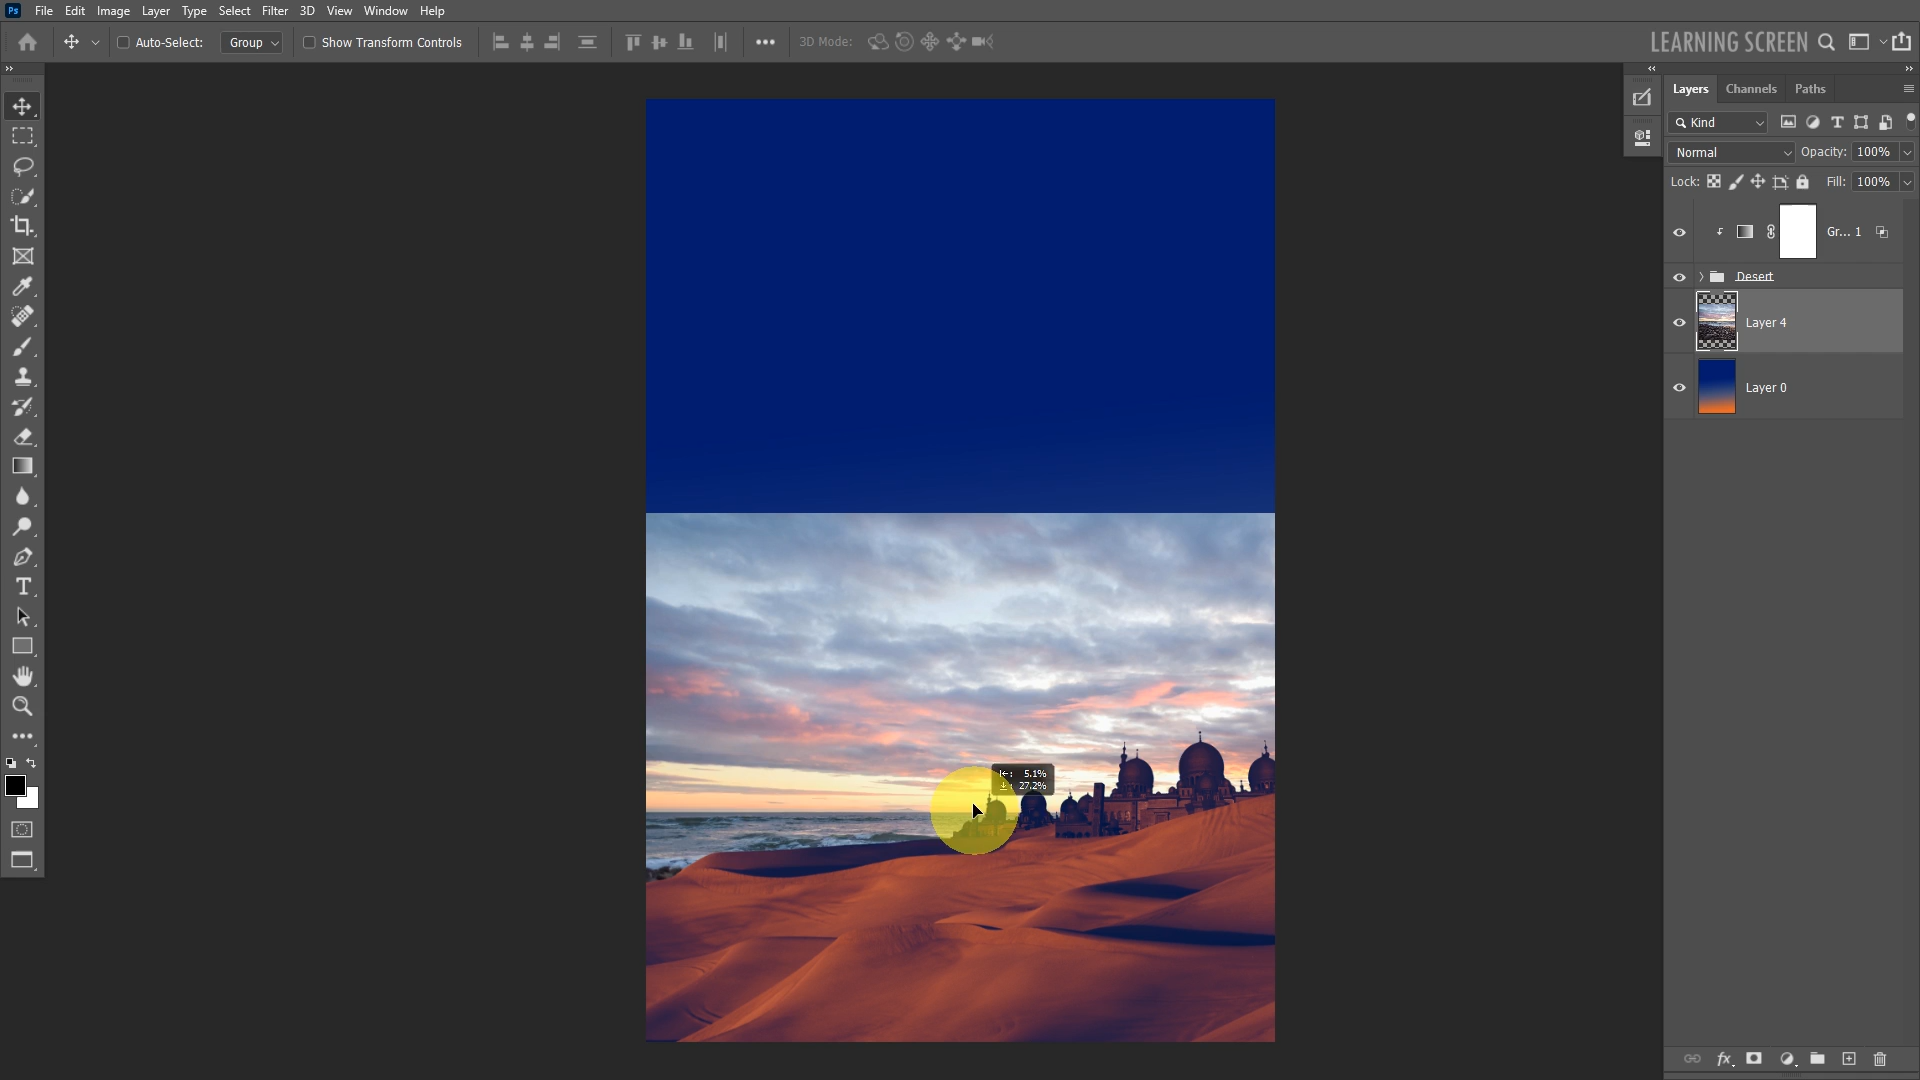 Ps File Edit Image Layer Type Select Filter 3D View Window Help
Auto-Select: Group Show Transform Controls 3D Mode: LEARNING SCREEN
Layers Channels Paths
Kind
Normal Opacity: 100%
Lock: Fill: 100%
Gr... 1
Desert
Layer 4
Layer 0
5.1%
27.2%
fx